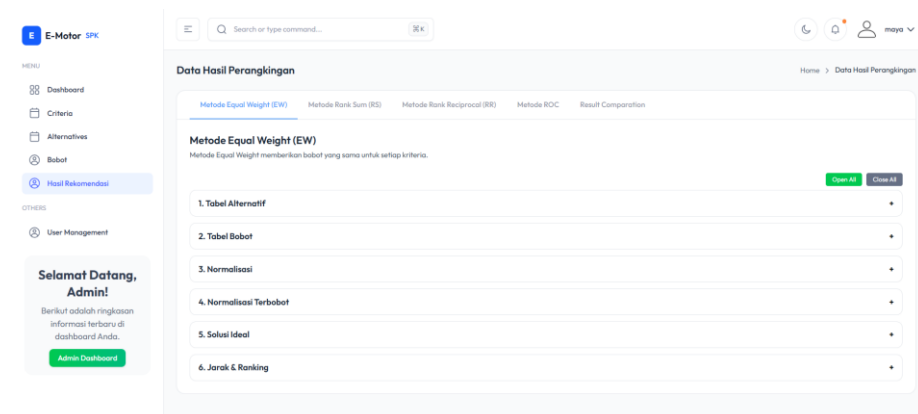 E E-Motor SPK
Search or type command...
⌘K
maya
MENU
Dashboard
Criteria
Alternatives
Bobot
Hasil Rekomendasi
OTHERS
User Management
Selamat Datang,
Admin!
Berikut adalah ringkasan
informasi terbaru di
dashboard Anda.
Admin Dashboard
Data Hasil Perangkingan
Home > Data Hasil Perangkingan
Metode Equal Weight (EW) Metode Rank Sum (RS) Metode Rank Reciprocal (RR) Metode ROC Result Comparation
Metode Equal Weight (EW)
Metode Equal Weight memberikan bobot yang sama untuk setiap kriteria.
Open All Close All
1. Tabel Alternatif +
2. Tabel Bobot +
3. Normalisasi +
4. Normalisasi Terbobot +
5. Solusi Ideal +
6. Jarak & Ranking +